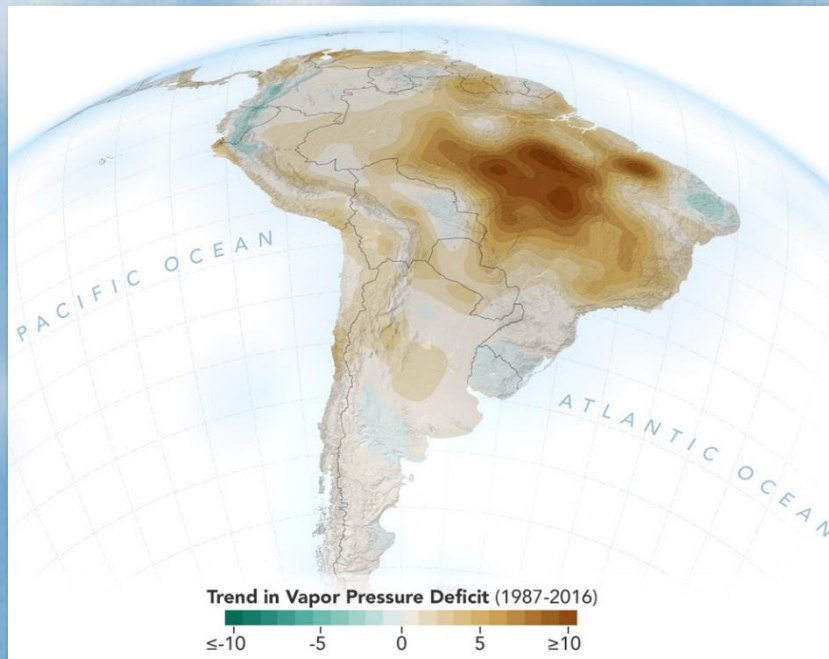 PACIFIC OCEAN
ATLANTIC OCEAN
Trend in Vapor Pressure Deficit (1987-2016)
≤-10 -5 0 5 ≥10